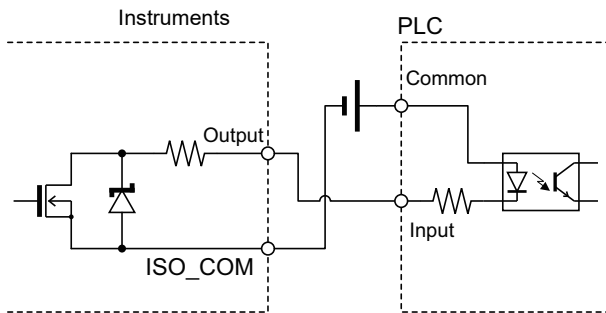 Instruments
PLC
Common
Output
Input
ISO_COM